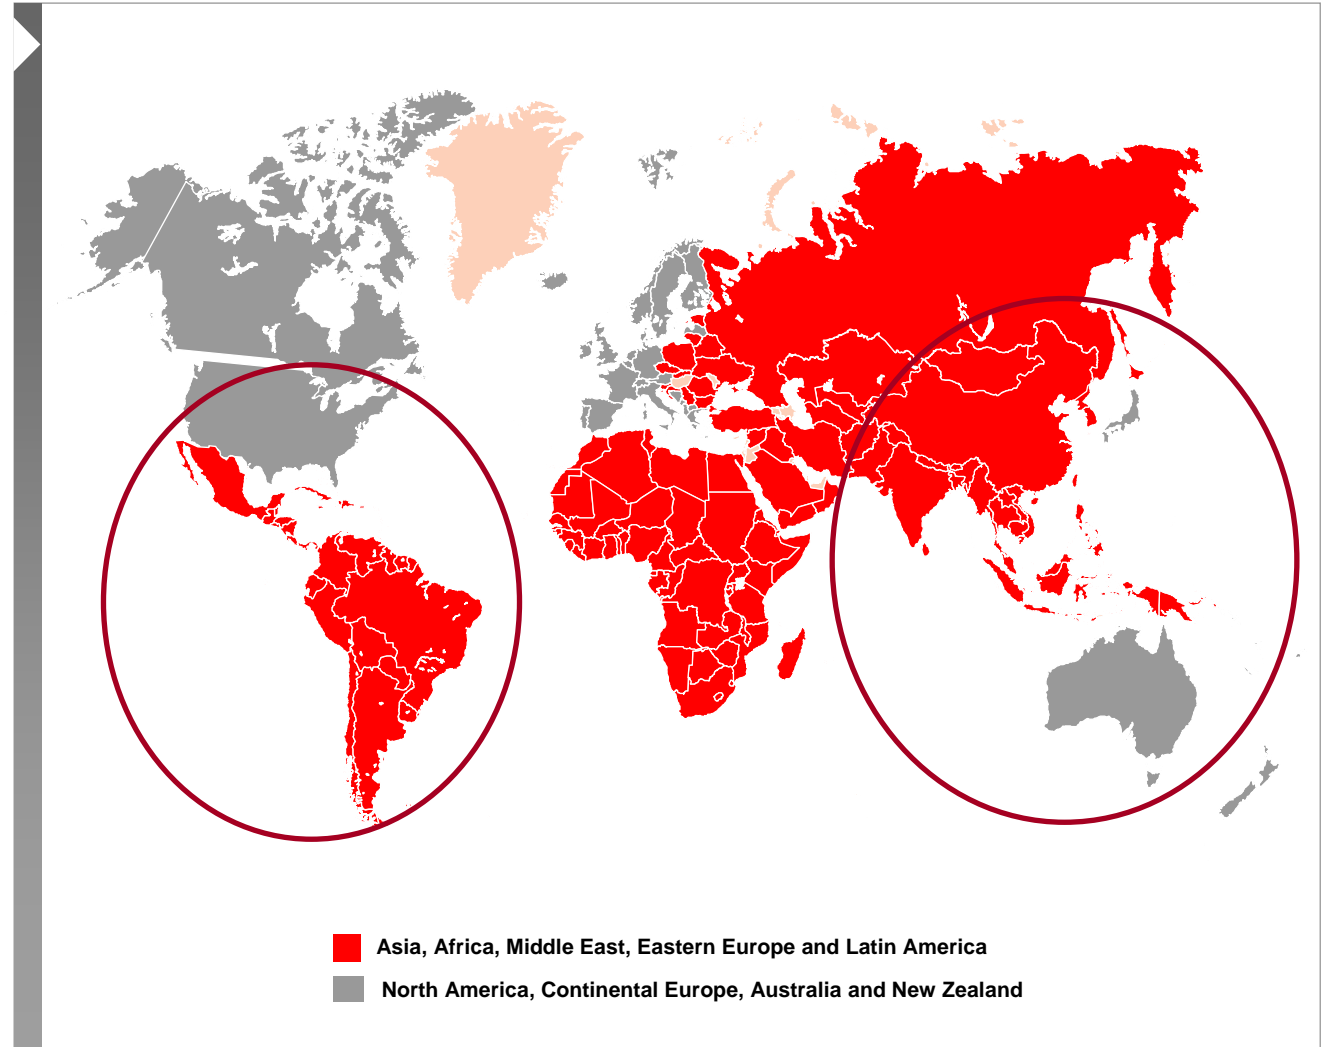 Asia, Africa, Middle East, Eastern Europe and Latin America
North America, Continental Europe, Australia and New Zealand